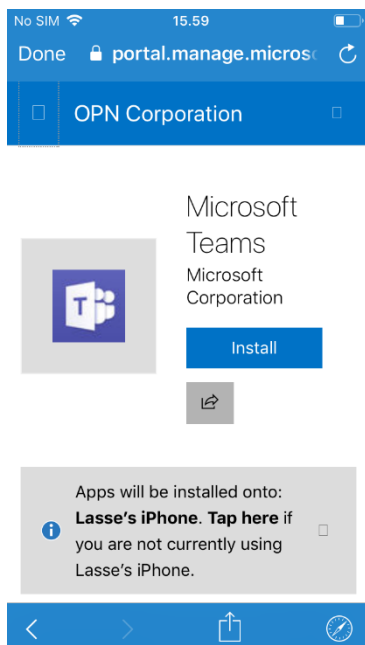 No SIM 15.59
Done portal.manage.micros
OPN Corporation
Microsoft
Teams
Microsoft
Corporation
T
Install
Apps will be installed onto:
Lasse's iPhone. Tap here if
you are not currently using
Lasse's iPhone.